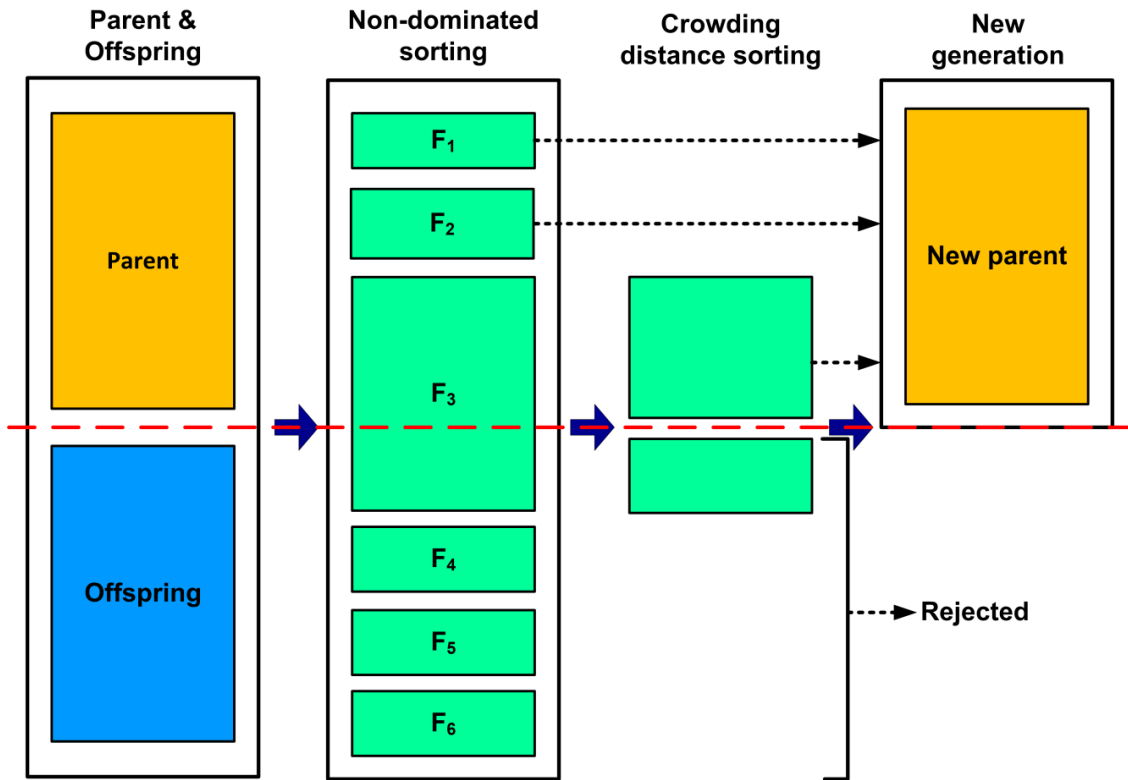 Parent &
Offspring
Non-dominated
sorting
Crowding
distance sorting
New
generation
Parent
Offspring
F₁
F₂
F₃
F₄
F₅
F₆
New parent
Rejected